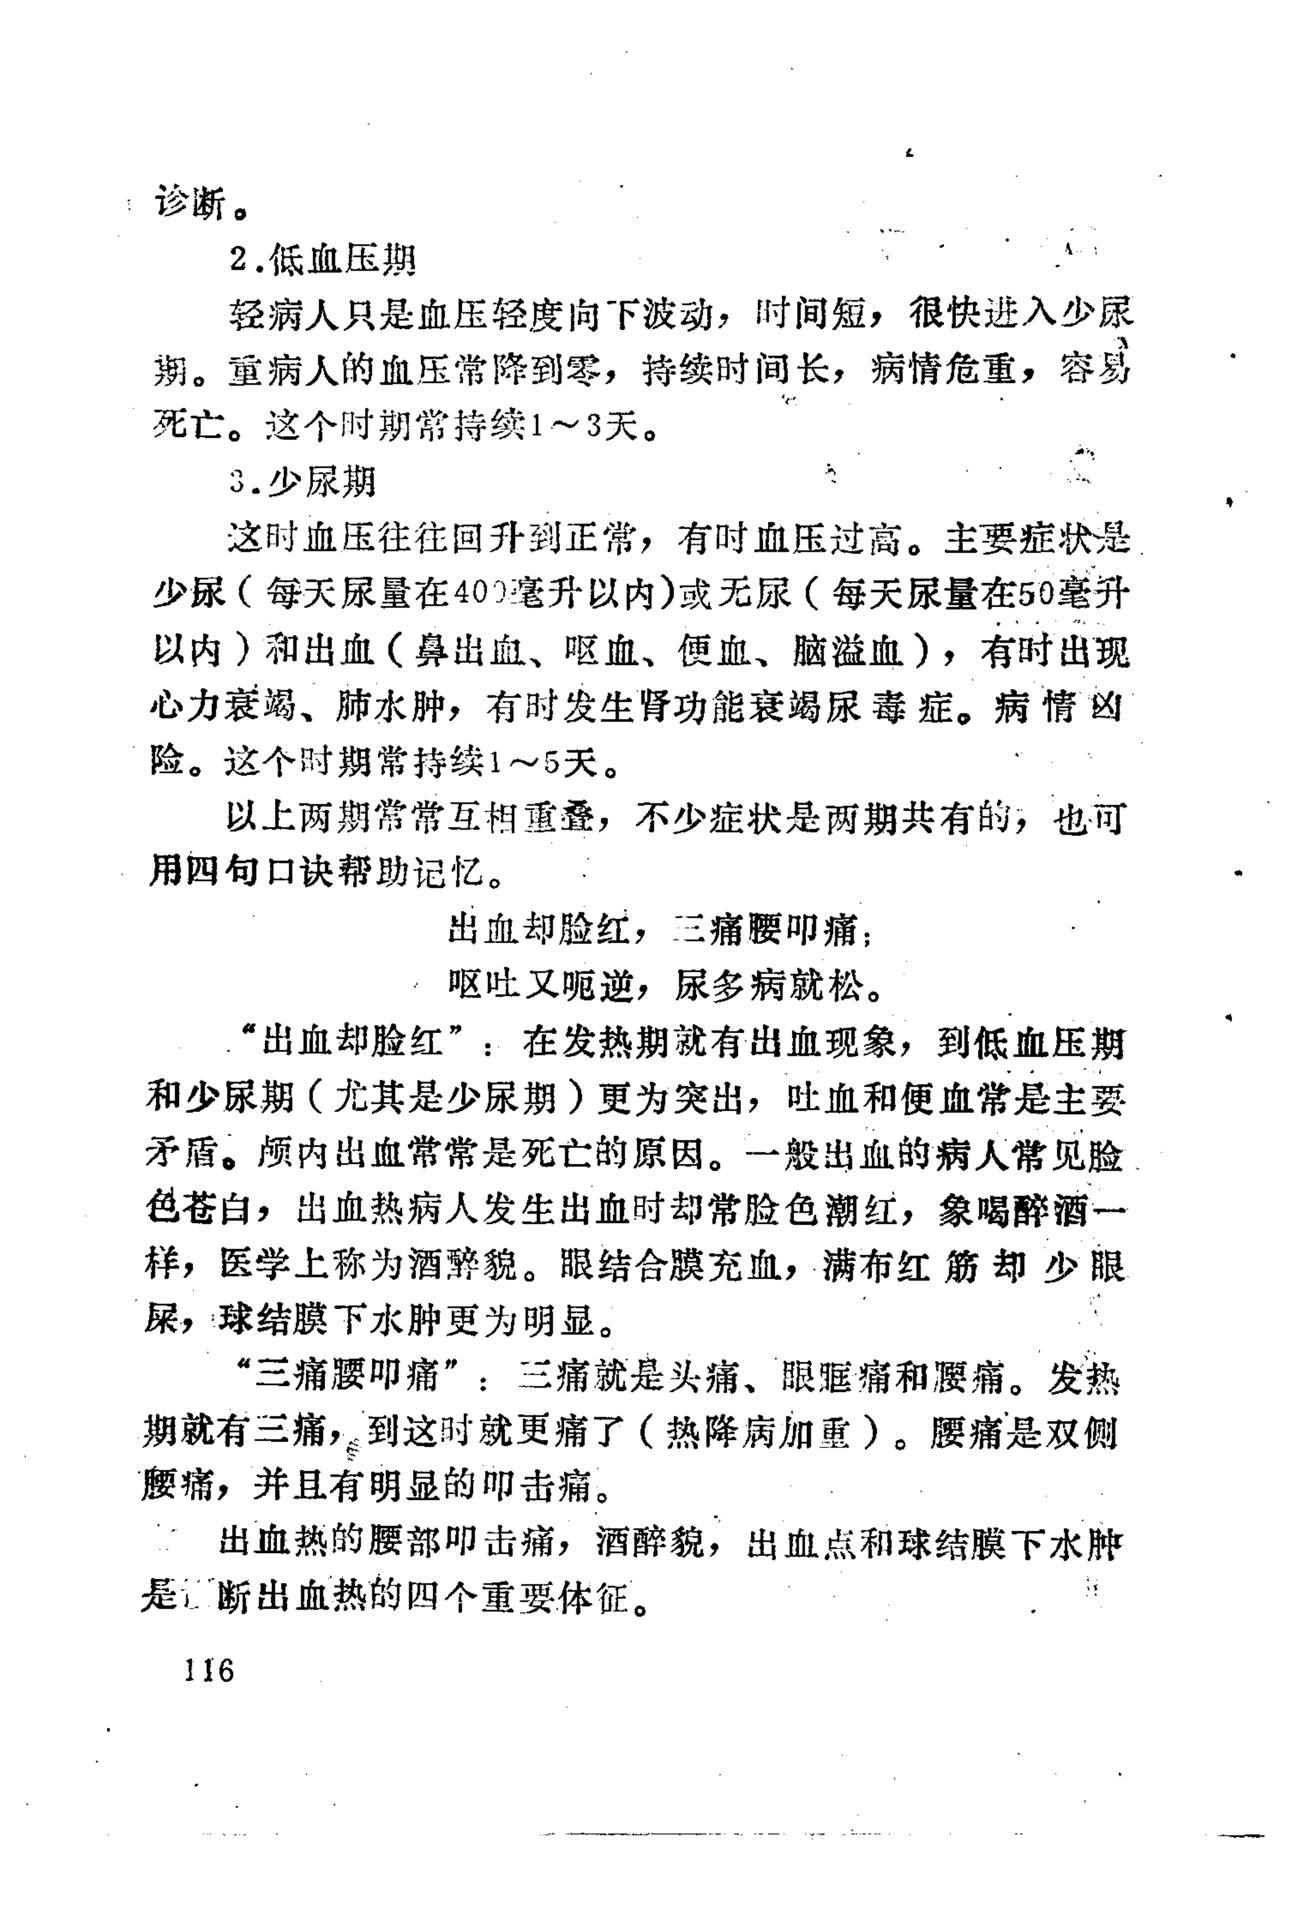 诊断。
2.低血压期
轻病人只是血压轻度向下波动，时间短，很快进入少尿
期。重病人的血压常降到零，持续时间长，病情危重，容易
死亡。这个时期常持续1～3天。
3.少尿期
这时血压往往回升到正常，有时血压过高。主要症状是
少尿（每天尿量在400毫升以内)或无尿（每天尿量在50毫升
以内）和出血（鼻出血、呕血、便血、脑溢血），有时出现
心力衰竭、肺水肿，有时发生肾功能衰竭尿毒症。病情凶
险。这个时期常持续1～5天。
以上两期常常互相重叠，不少症状是两期共有的，也可
用四句口诀帮助记忆。
出血却脸红，三痛腰叩痛；
呕吐又呃逆，尿多病就松。
“出血却脸红”：在发热期就有出血现象，到低血压期
和少尿期（尤其是少尿期）更为突出，吐血和便血常是主要
矛盾。颅内出血常常是死亡的原因。一般出血的病人常见脸
色苍白，出血热病人发生出血时却常脸色潮红，象喝醉酒一
样，医学上称为酒醉貌。眼结合膜充血，满布红筋却少眼
屎，球结膜下水肿更为明显。
“三痛腰叩痛”：三痛就是头痛、眼眶痛和腰痛。发热
期就有三痛，到这时就更痛了（热降病加重）。腰痛是双侧
腰痛，并且有明显的叩击痛。
出血热的腰部叩击痛，酒醉貌，出血点和球结膜下水肿
是 断出血热的四个重要体征。
116